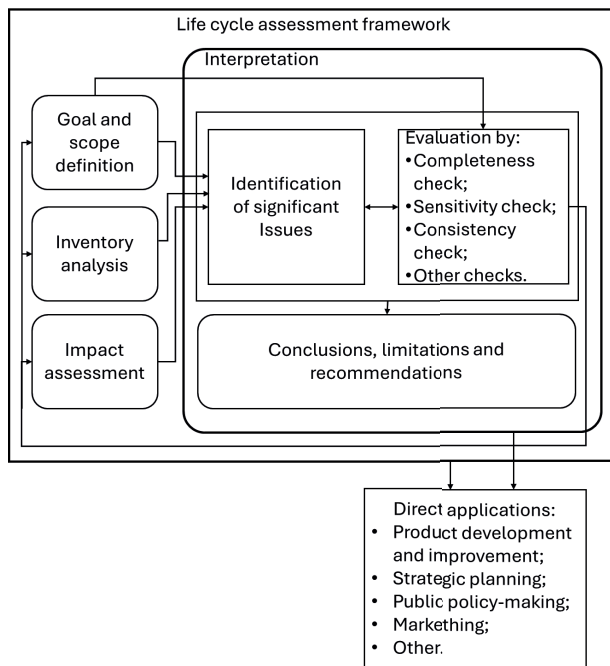 Life cycle assessment framework
Interpretation
Goal and
scope
definition
Inventory
analysis
Impact
assessment
Identification
of significant
Issues
Evaluation by:
•Completeness
check;
•Sensitivity check;
•Consistency
check;
•Other checks.
Conclusions, limitations and
recommendations
Direct applications:
• Product development
and improvement;
• Strategic planning;
• Public policy-making;
• Markething;
• Other.